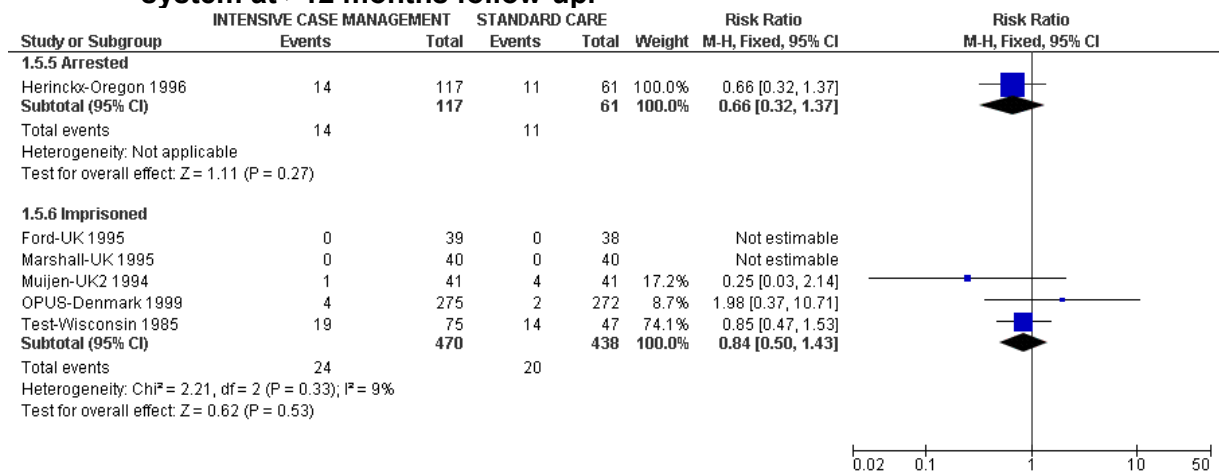 system at > 12 months follow-up.
INTENSIVE CASE MANAGEMENT STANDARD CARE Risk Ratio Risk Ratio
Study or Subgroup Events Total Events Total Weight M-H, Fixed, 95% CI M-H, Fixed, 95% CI
1.5.5 Arrested
Herinckx-Oregon 1996 14 117 11 61 100.0% 0.66 [0.32, 1.37]
Subtotal (95% CI) 117 61 100.0% 0.66 [0.32, 1.37]
Total events 14 11
Heterogeneity: Not applicable
Test for overall effect: Z = 1.11 (P = 0.27)
1.5.6 Imprisoned
Ford-UK 1995 0 39 0 38 Not estimable
Marshall-UK 1995 0 40 0 40 Not estimable
Muijen-UK2 1994 1 41 4 41 17.2% 0.25 [0.03, 2.14]
OPUS-Denmark 1999 4 275 2 272 8.7% 1.98 [0.37, 10.71]
Test-Wisconsin 1985 19 75 14 47 74.1% 0.85 [0.47, 1.53]
Subtotal (95% CI) 470 438 100.0% 0.84 [0.50, 1.43]
Total events 24 20
Heterogeneity: Chi² = 2.21, df = 2 (P = 0.33); I² = 9%
Test for overall effect: Z = 0.62 (P = 0.53)
0.02 0.1 1 10 50